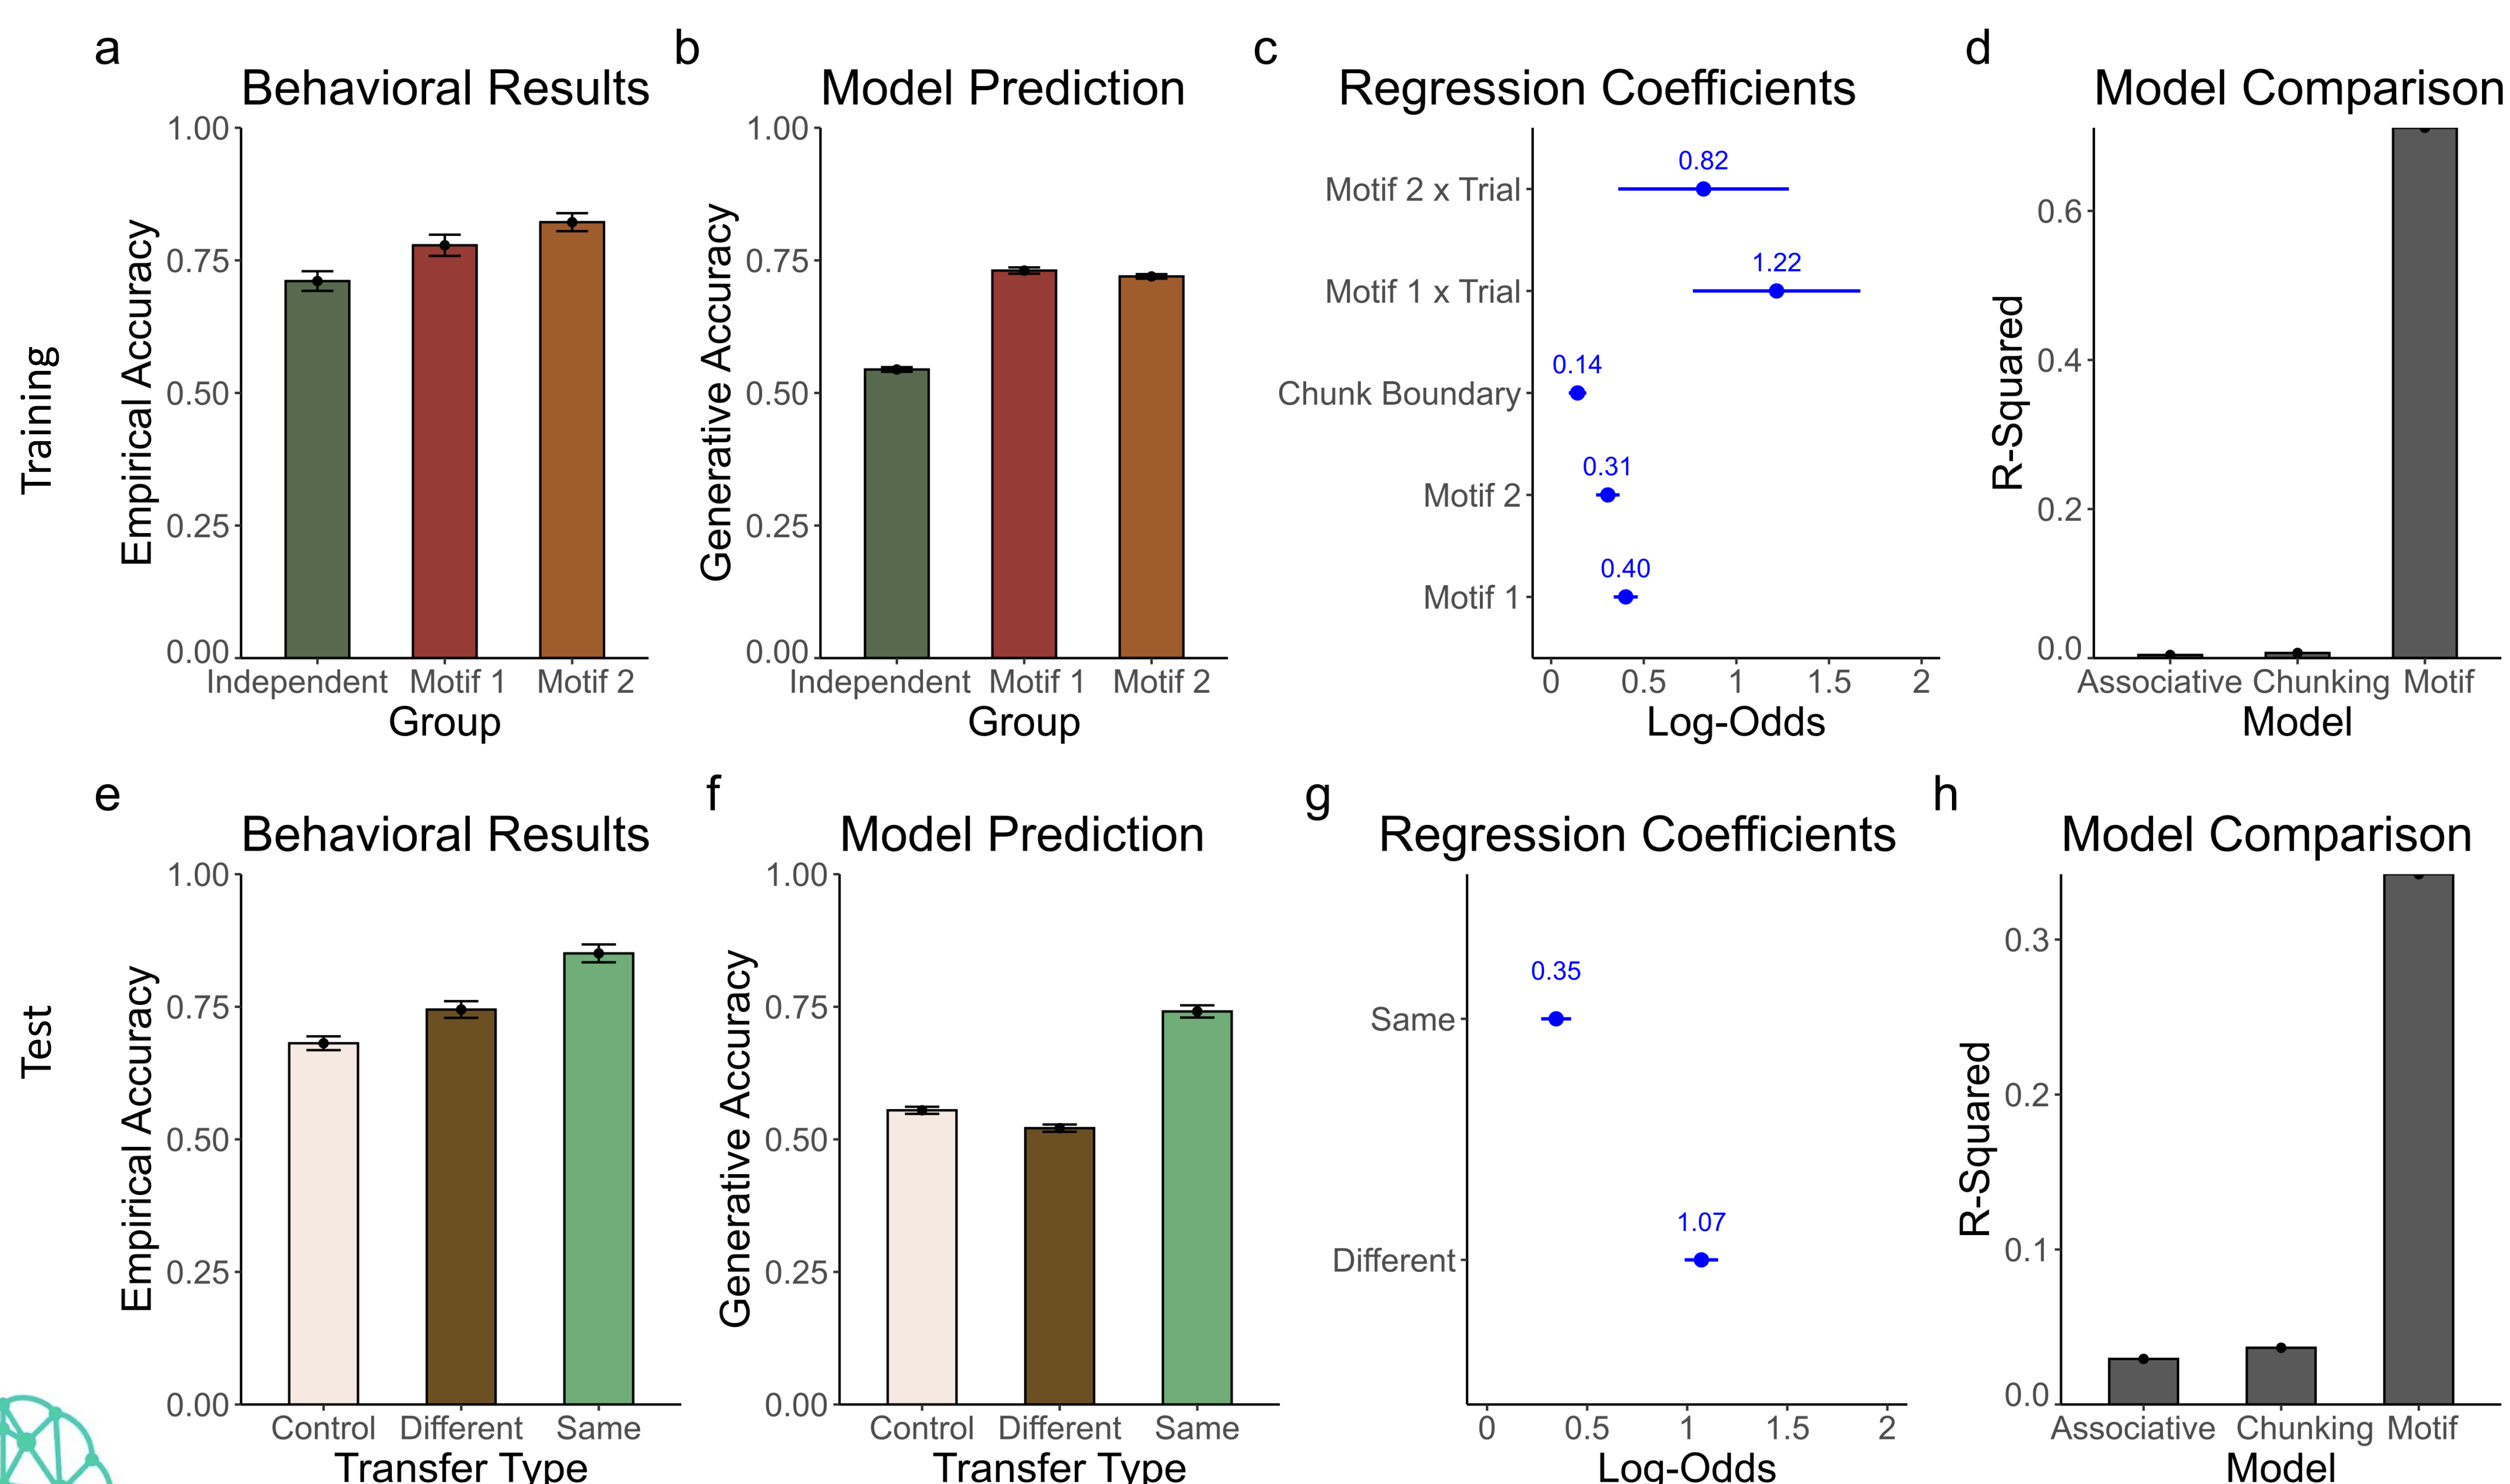 a
Behavioral Results
1.00
0.75
0.50
0.25
0.00
Empirical Accuracy
Independent Motif 1 Motif 2
Group
b
Model Prediction
1.00
0.75
0.50
0.25
0.00
Generative Accuracy
Independent Motif 1 Motif 2
Group
c
Regression Coefficients
Motif 2 x Trial
0.82
Motif 1 x Trial
1.22
Chunk Boundary
0.14
Motif 2
0.31
Motif 1
0.40
0 0.5 1 1.5 2
Log-Odds
d
Model Comparison
0.6
0.4
0.2
0.0
R-Squared
Associative Chunking Motif
Model
Training
e
Behavioral Results
1.00
0.75
0.50
0.25
0.00
Empirical Accuracy
Control Different Same
Transfer Type
f
Model Prediction
1.00
0.75
0.50
0.25
0.00
Generative Accuracy
Control Different Same
Transfer Type
g
Regression Coefficients
Same
0.35
Different
1.07
0 0.5 1 1.5 2
Log-Odds
h
Model Comparison
0.3
0.2
0.1
0.0
R-Squared
Associative Chunking Motif
Model
Test